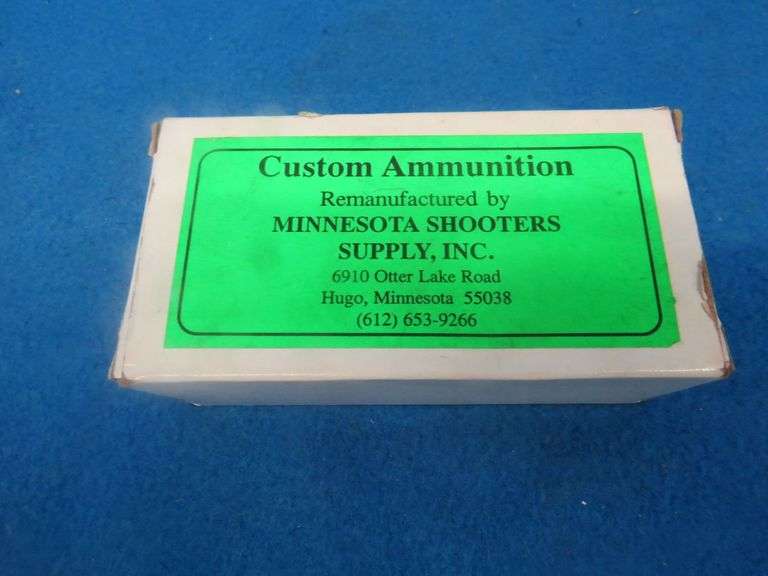 Custom Ammunition
Remanufactured by
MINNESOTA SHOOTERS
SUPPLY, INC.
6910 Otter Lake Road
Hugo, Minnesota 55038
(612) 653-9266